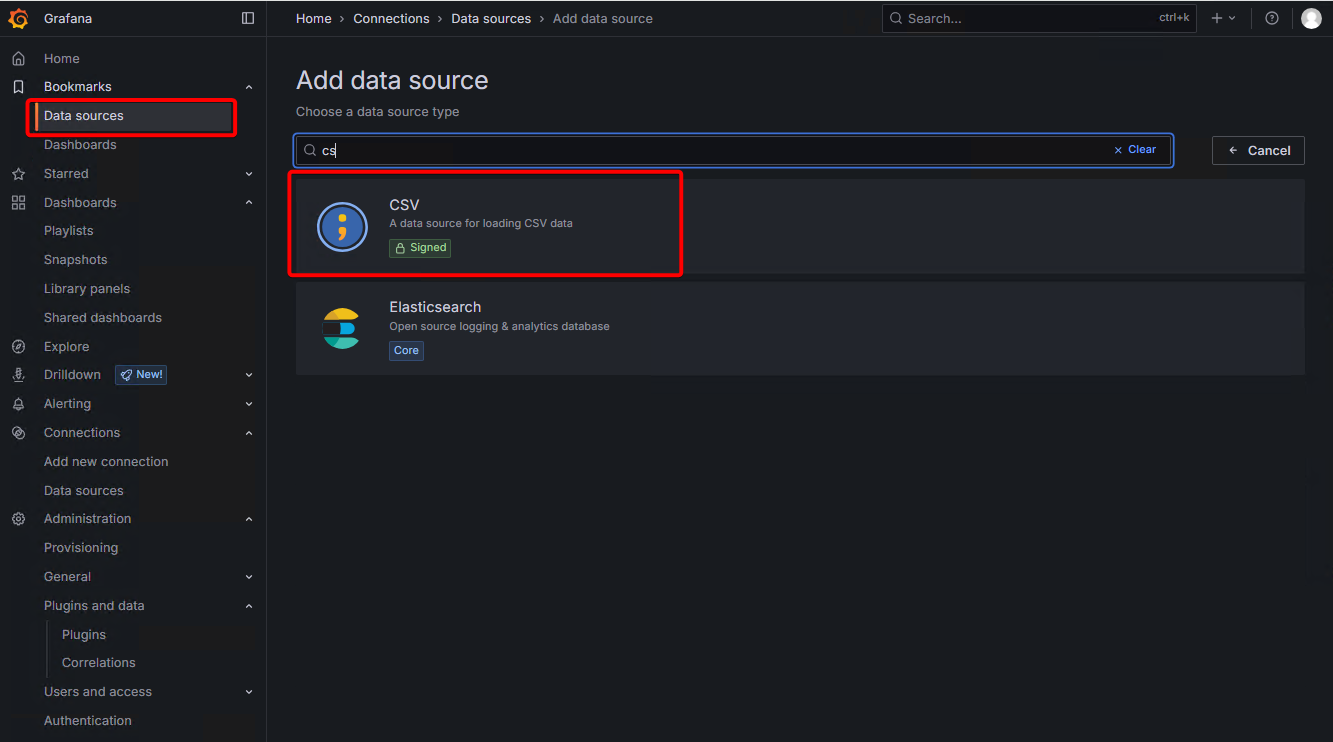 Grafana
Home › Connections › Data sources › Add data source
Search...
ctrl+k
Home
Bookmarks
Data sources
Dashboards
Starred
Dashboards
Playlists
Snapshots
Library panels
Shared dashboards
Explore
Drilldown New!
Alerting
Connections
Add new connection
Data sources
Administration
Provisioning
General
Plugins and data
Plugins
Correlations
Users and access
Authentication
Add data source
Choose a data source type
cs
Clear
Cancel
CSV
A data source for loading CSV data
Signed
Elasticsearch
Open source logging & analytics database
Core